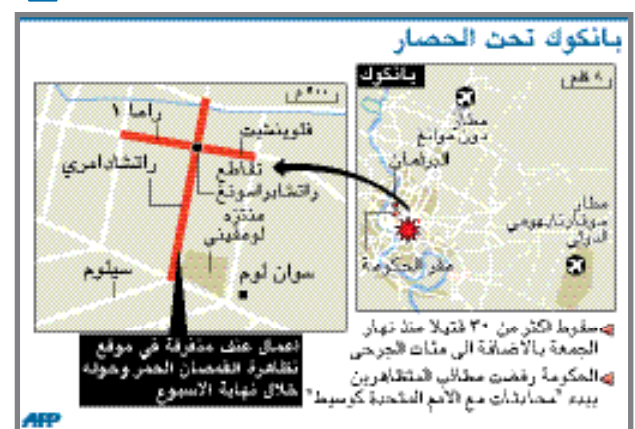 بانكوك تحت الحصار
بانكوك
٨ كلم
مطار
دون موانغ
البرلمان
مطار
سوفارنابهومي
الدولي
مقر الحكومة
راما ١
فلوينشيت
راتشادامري
تقاطع
راتشابراسونغ
منتزه
لومفيني
سيلوم
سوان لوم
اعمال عنف متفرقة في موقع
تظاهرة القمصان الحمر وحوله
خلال نهاية الاسبوع
سقوط اكثر من ٣٠ قتيلا منذ نهار
الجمعة بالاضافة الى مئات الجرحى
الحكومة رفضت مطالب المتظاهرين
ببدء "محادثات مع الامم المتحدة كوسيط"
AFP